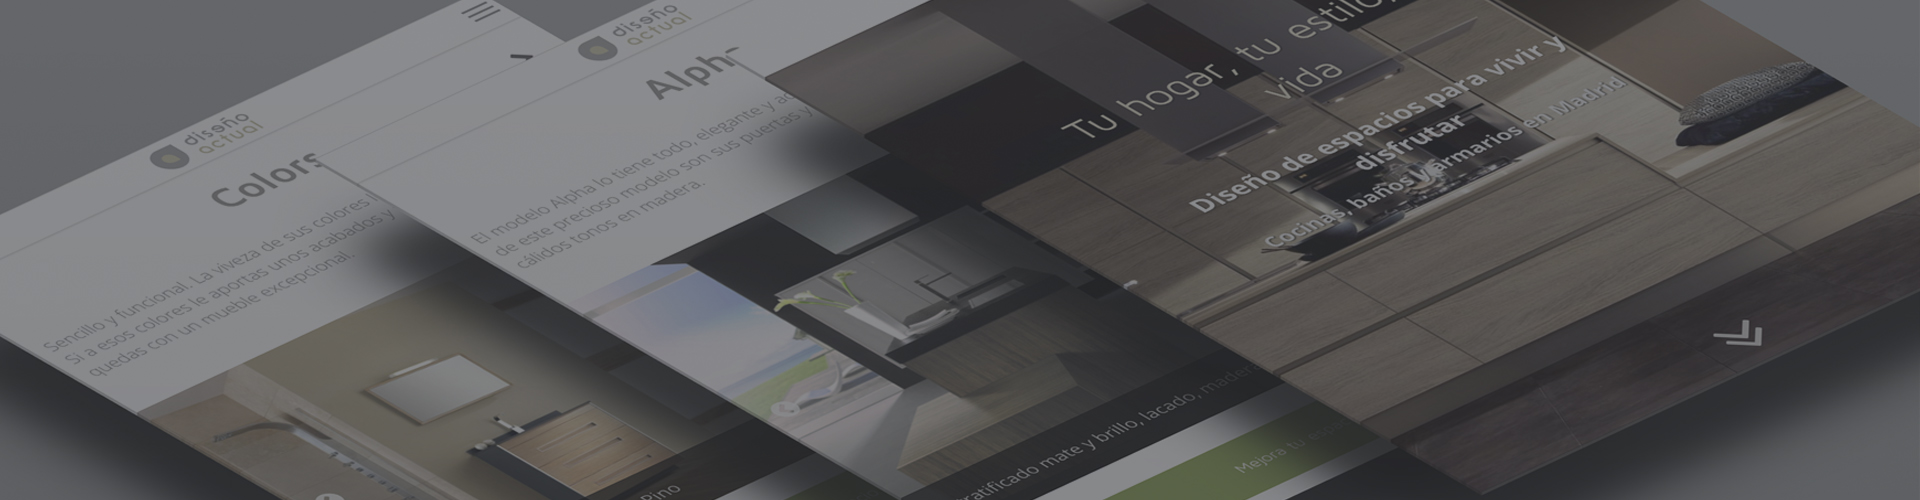 diseño
actual
Colors
Sencillo y funcional. La viveza de sus colores
Si a esos colores le aportas unos acabados y
quedas con un mueble excepcional.
Pino
diseño
actual
Alph
El modelo Alpha lo tiene todo, elegante y ac
de este precioso modelo son sus puertas y
cálidos tonos en madera.
ratificado mate y brillo, lacado, madera
Mejora tu
Tu hogar, tu estilo,
vida
Diseño de espacios para vivir y
disfrutar
Cocinas, baños y armarios en Madrid